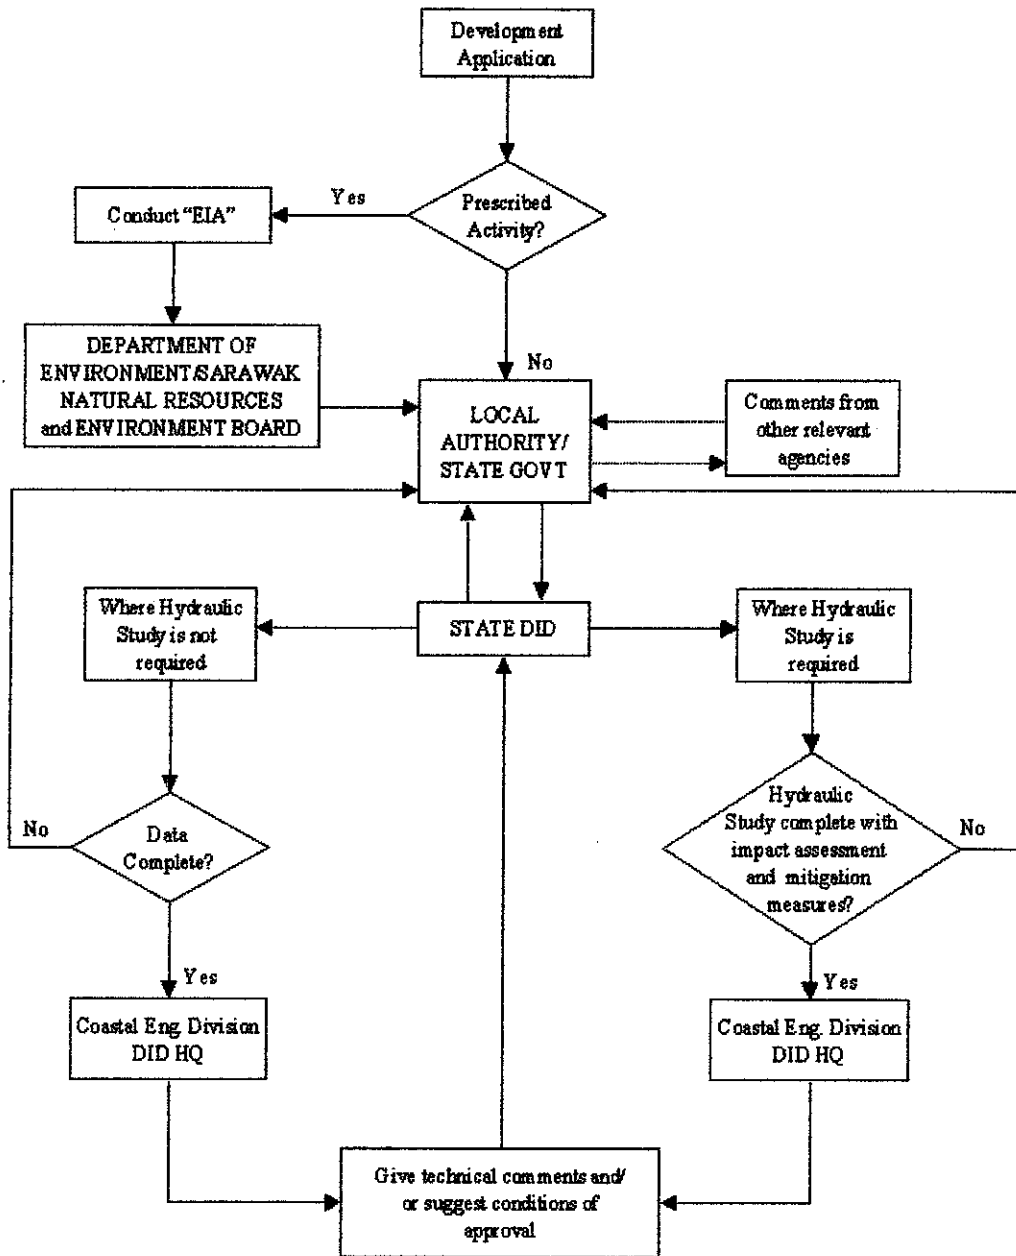 Development
Application
Yes
Prescribed
Activity?
Conduct “EIA”
No
DEPARTMENT OF
ENVIRONMENT/SARAWAK
NATURAL RESOURCES
and ENVIRONMENT BOARD
LOCAL
AUTHORITY/
STATE GOVT
Comments from
other relevant
agencies
Where Hydraulic
Study is not
required
STATE DID
Where Hydraulic
Study is
required
No
Data
Complete?
Hydraulic
Study complete with
impact assessment
and mitigation
measures?
No
Yes
Yes
Coastal Eng. Division
DID HQ
Coastal Eng. Division
DID HQ
Give technical comments and/
or suggest conditions of
approval